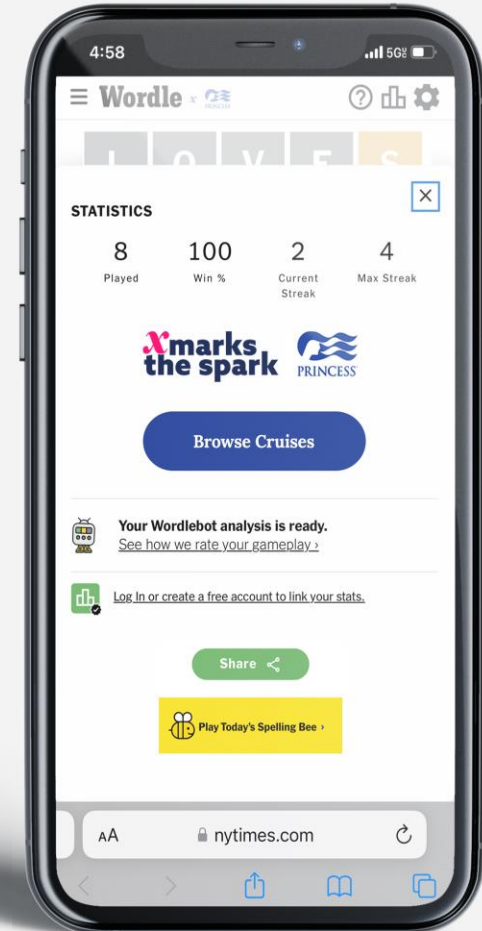 4:58
5G
Wordle x PRINCESS
L O V E S
STATISTICS
8 100 2 4
Played Win % Current Streak Max Streak
Xmarks
the spark
PRINCESS
Browse Cruises
Your Wordlebot analysis is ready.
See how we rate your gameplay ›
Log In or create a free account to link your stats.
Share
Play Today's Spelling Bee ›
AA nytimes.com